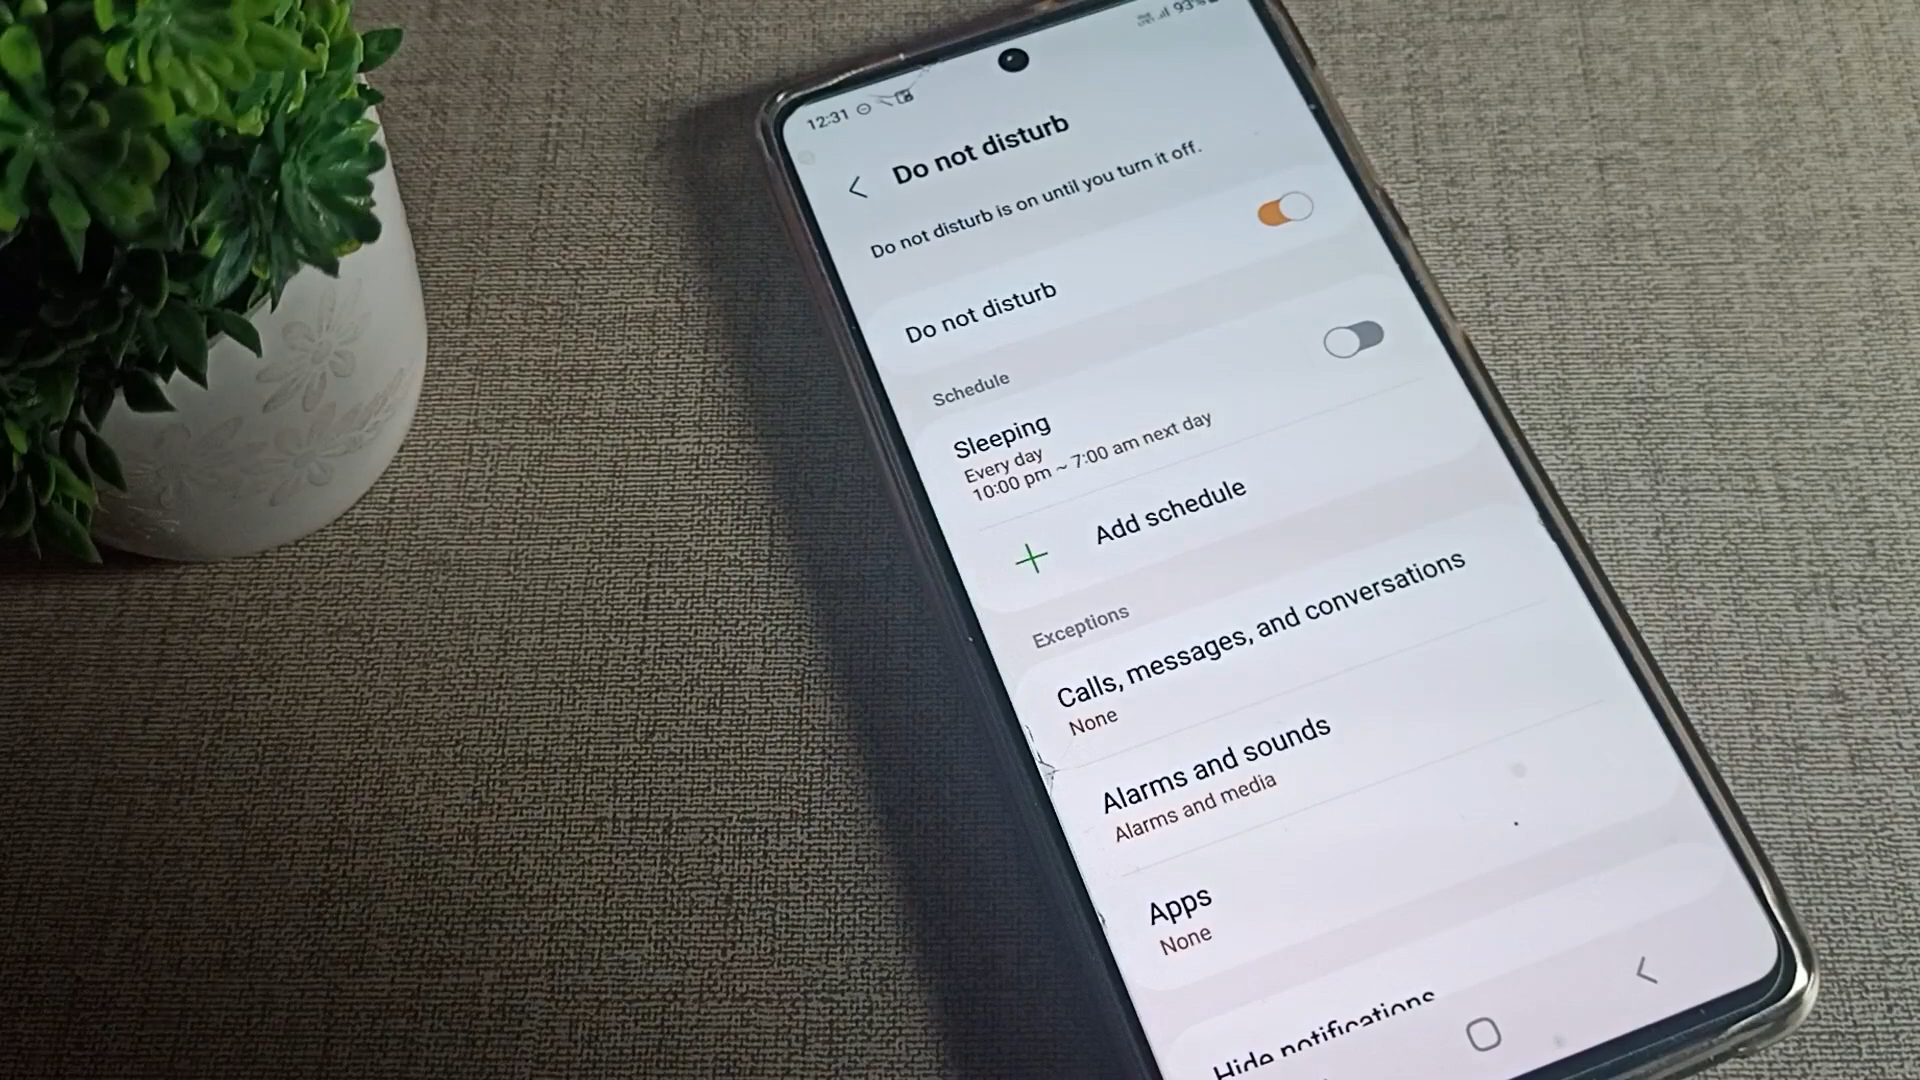 12:31
93%
Do not disturb
Do not disturb is on until you turn it off.
Do not disturb
Schedule
Sleeping
Every day
10:00 pm ~ 7:00 am next day
Add schedule
Exceptions
Calls, messages, and conversations
None
Alarms and sounds
Alarms and media
Apps
None
Hide notifications